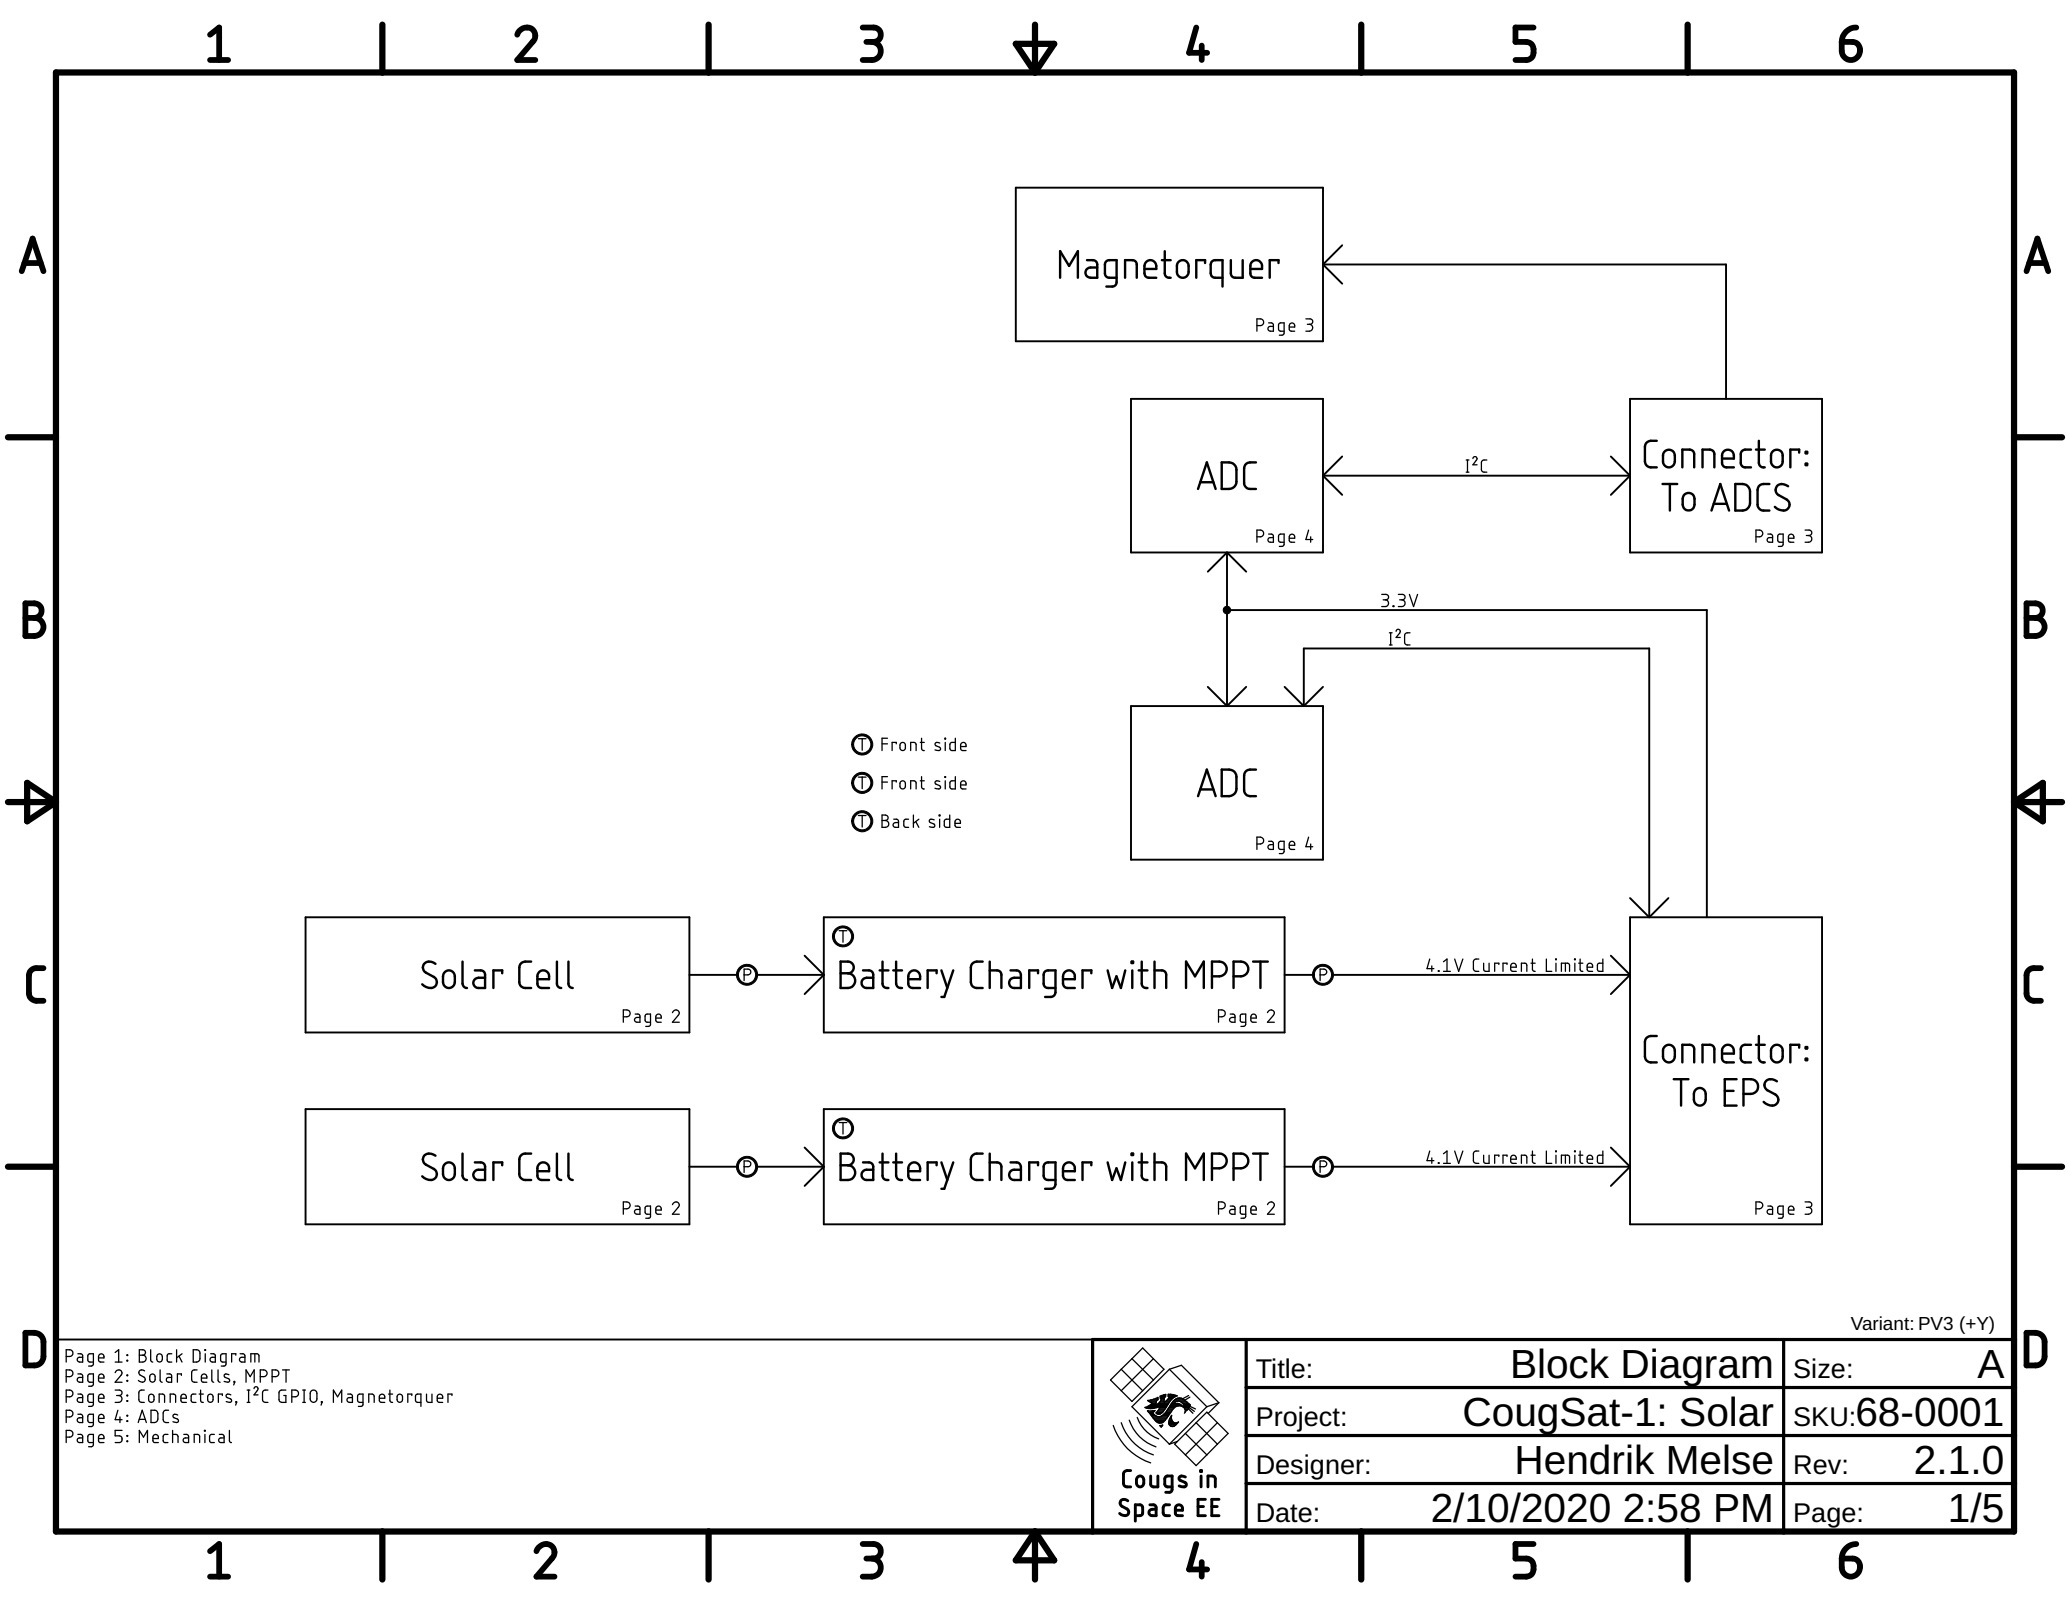 1 2 3 4 5 6
A A
Magnetorquer
Page 3
ADC
Page 4
I²C
Connector:
To ADCS
Page 3
B B
3.3V
I²C
T Front side
T Front side
T Back side
ADC
Page 4
C C
Solar Cell
Page 2
P
T
Battery Charger with MPPT
Page 2
P
4.1V Current Limited
Connector:
To EPS
Page 3
Solar Cell
Page 2
P
T
Battery Charger with MPPT
Page 2
P
4.1V Current Limited
Variant: PV3 (+Y)
D D
Page 1: Block Diagram
Page 2: Solar Cells, MPPT
Page 3: Connectors, I²C GPIO, Magnetorquer
Page 4: ADCs
Page 5: Mechanical
Cougs in
Space EE
Title: Block Diagram Size: A
Project: CougSat-1: Solar SKU:68-0001
Designer: Hendrik Melse Rev: 2.1.0
Date: 2/10/2020 2:58 PM Page: 1/5
1 2 3 4 5 6